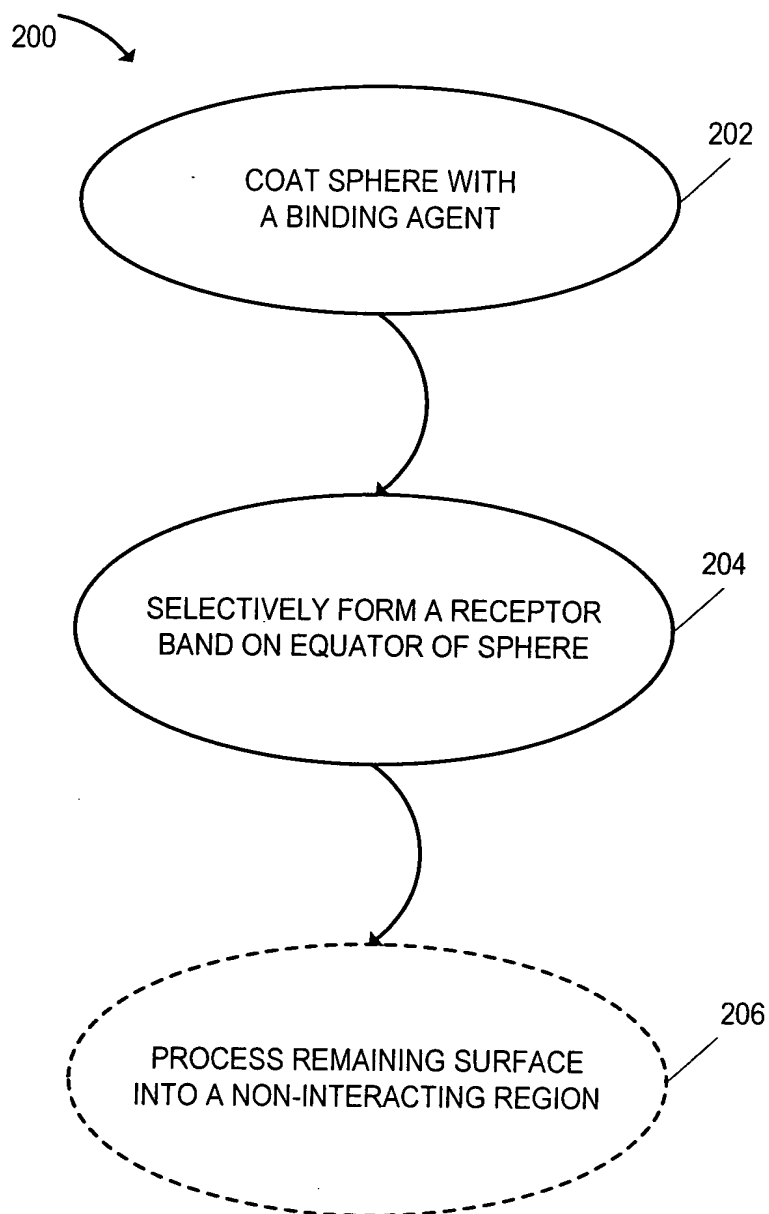 200
202
COAT SPHERE WITH
A BINDING AGENT
204
SELECTIVELY FORM A RECEPTOR
BAND ON EQUATOR OF SPHERE
206
PROCESS REMAINING SURFACE
INTO A NON-INTERACTING REGION